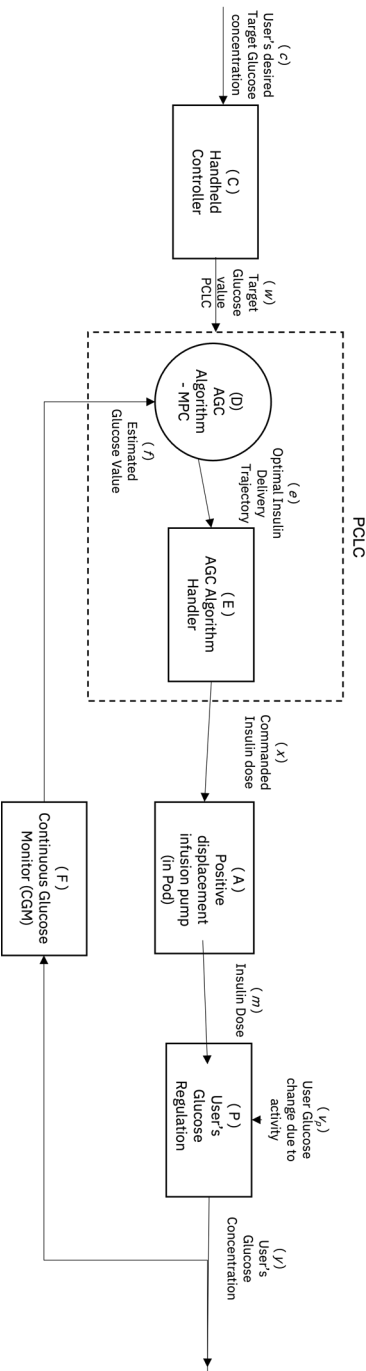 ( c )
User's desired
Target Glucose
concentration
( C )
Handheld
Controller
( w )
Target
Glucose
value
PCLC
PCLC
(D)
AGC
Algorithm
- MPC
( e )
Optimal Insulin
Delivery
Trajectory
( f )
Estimated
Glucose Value
( E )
AGC Algorithm
Handler
( x )
Commanded
Insulin dose
( A )
Positive
displacement
infusion pump
(in Pod)
( m )
Insulin Dose
( vₚ )
User Glucose
change due to
activity
( P )
User's
Glucose
Regulation
( y )
User's
Glucose
Concentration
( F )
Continuous Glucose
Monitor (CGM)